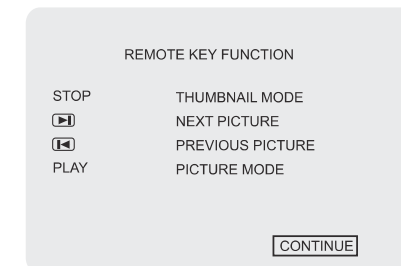 REMOTE KEY FUNCTION
STOP THUMBNAIL MODE
NEXT PICTURE
PREVIOUS PICTURE
PLAY PICTURE MODE
CONTINUE